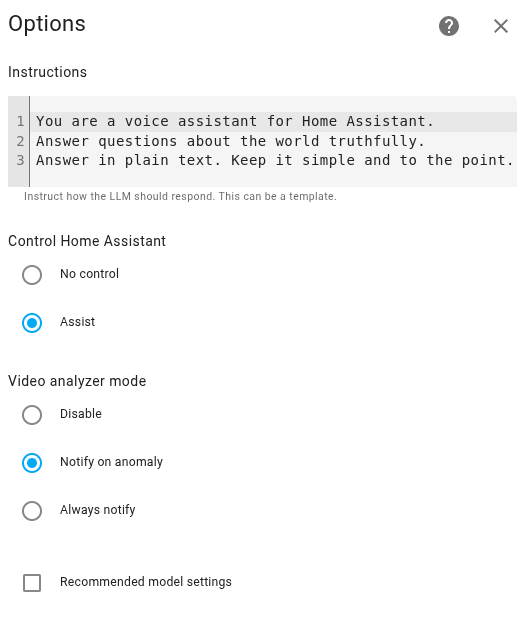 Options
Instructions
1 You are a voice assistant for Home Assistant.
2 Answer questions about the world truthfully.
3 Answer in plain text. Keep it simple and to the point.
Instruct how the LLM should respond. This can be a template.
Control Home Assistant
No control
Assist
Video analyzer mode
Disable
Notify on anomaly
Always notify
Recommended model settings